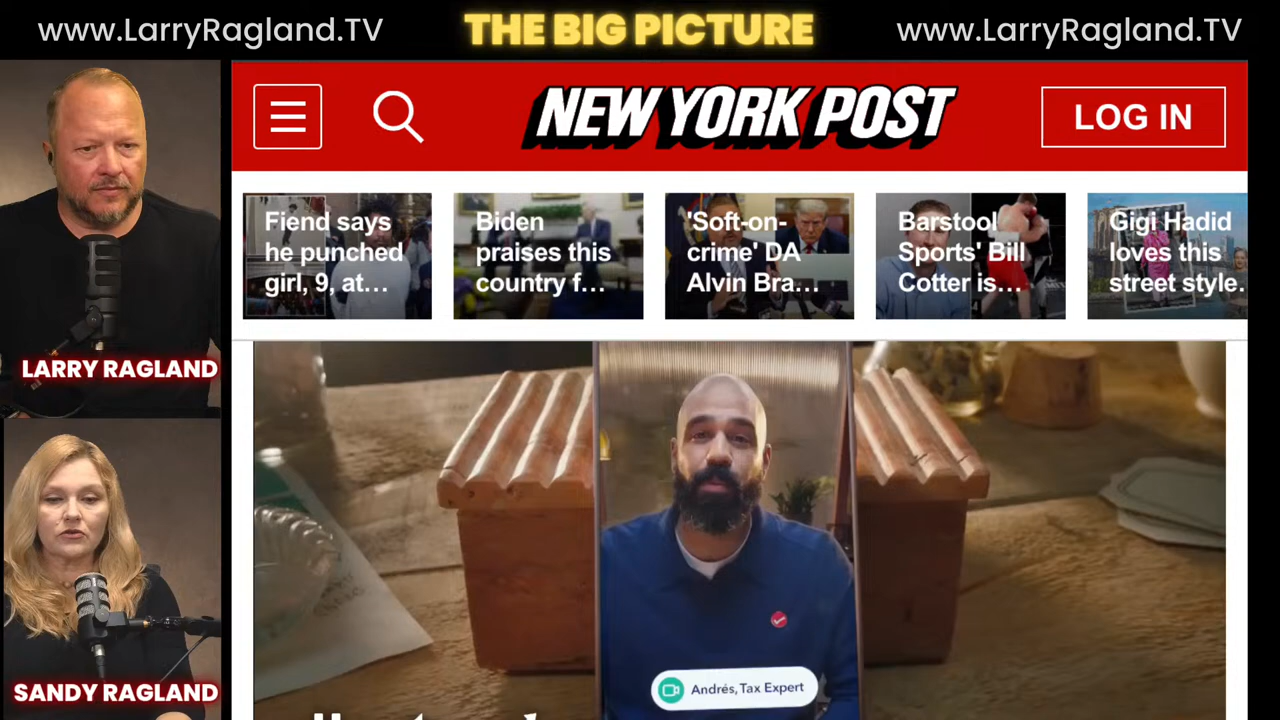 www.LarryRagland.TV
THE BIG PICTURE
www.LarryRagland.TV
NEW YORK POST
LOG IN
Fiend says
he punched
girl, 9, at...
Biden
praises this
country f...
'Soft-on-
crime' DA
Alvin Bra...
Barstool
Sports' Bill
Cotter is...
Gigi Hadid
loves this
street style.
LARRY RAGLAND
Andrés, Tax Expert
SANDY RAGLAND